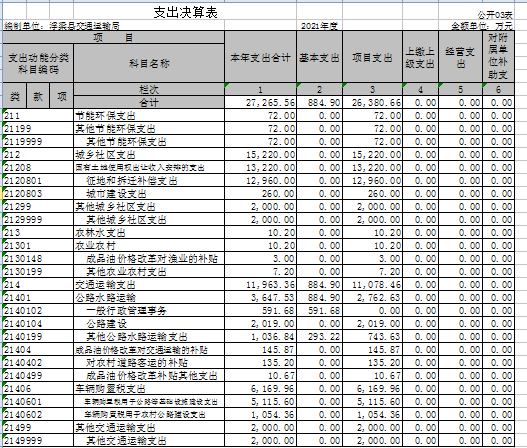 支出决算表
公开03表
编制单位：浮梁县交通运输局 2021年度 金额单位：万元
项 目 本年支出合计 基本支出 项目支出 上缴上级支出 经营支出 对附属单位补助支
支出功能分类科目编码 科目名称
类 款 项 栏次 1 2 3 4 5 6
合计 27,265.56 884.90 26,380.66 0.00 0.00 0.00
211 节能环保支出 72.00 0.00 72.00 0.00 0.00 0.00
21199 其他节能环保支出 72.00 0.00 72.00 0.00 0.00 0.00
2119999 其他节能环保支出 72.00 0.00 72.00 0.00 0.00 0.00
212 城乡社区支出 15,220.00 0.00 15,220.00 0.00 0.00 0.00
21208 国有土地使用权出让收入安排的支出 13,220.00 0.00 13,220.00 0.00 0.00 0.00
2120801 征地和拆迁补偿支出 12,960.00 0.00 12,960.00 0.00 0.00 0.00
2120803 城市建设支出 260.00 0.00 260.00 0.00 0.00 0.00
21299 其他城乡社区支出 2,000.00 0.00 2,000.00 0.00 0.00 0.00
2129999 其他城乡社区支出 2,000.00 0.00 2,000.00 0.00 0.00 0.00
213 农林水支出 10.20 0.00 10.20 0.00 0.00 0.00
21301 农业农村 10.20 0.00 10.20 0.00 0.00 0.00
2130148 成品油价格改革对渔业的补贴 3.00 0.00 3.00 0.00 0.00 0.00
2130199 其他农业农村支出 7.20 0.00 7.20 0.00 0.00 0.00
214 交通运输支出 11,963.36 884.90 11,078.46 0.00 0.00 0.00
21401 公路水路运输 3,647.53 884.90 2,762.63 0.00 0.00 0.00
2140102 一般行政管理事务 591.68 591.68 0.00 0.00 0.00 0.00
2140104 公路建设 2,019.00 0.00 2,019.00 0.00 0.00 0.00
2140199 其他公路水路运输支出 1,036.84 293.22 743.63 0.00 0.00 0.00
21404 成品油价格改革对交通运输的补贴 145.87 0.00 145.87 0.00 0.00 0.00
2140402 对农村道路客运的补贴 135.20 0.00 135.20 0.00 0.00 0.00
2140499 成品油价格改革补贴其他支出 10.67 0.00 10.67 0.00 0.00 0.00
21406 车辆购置税支出 6,169.96 0.00 6,169.96 0.00 0.00 0.00
2140601 车辆购置税用于公路等基础设施建设支出 5,115.60 0.00 5,115.60 0.00 0.00 0.00
2140602 车辆购置税用于农村公路建设支出 1,054.36 0.00 1,054.36 0.00 0.00 0.00
21499 其他交通运输支出 2,000.00 0.00 2,000.00 0.00 0.00 0.00
2149999 其他交通运输支出 2,000.00 0.00 2,000.00 0.00 0.00 0.00